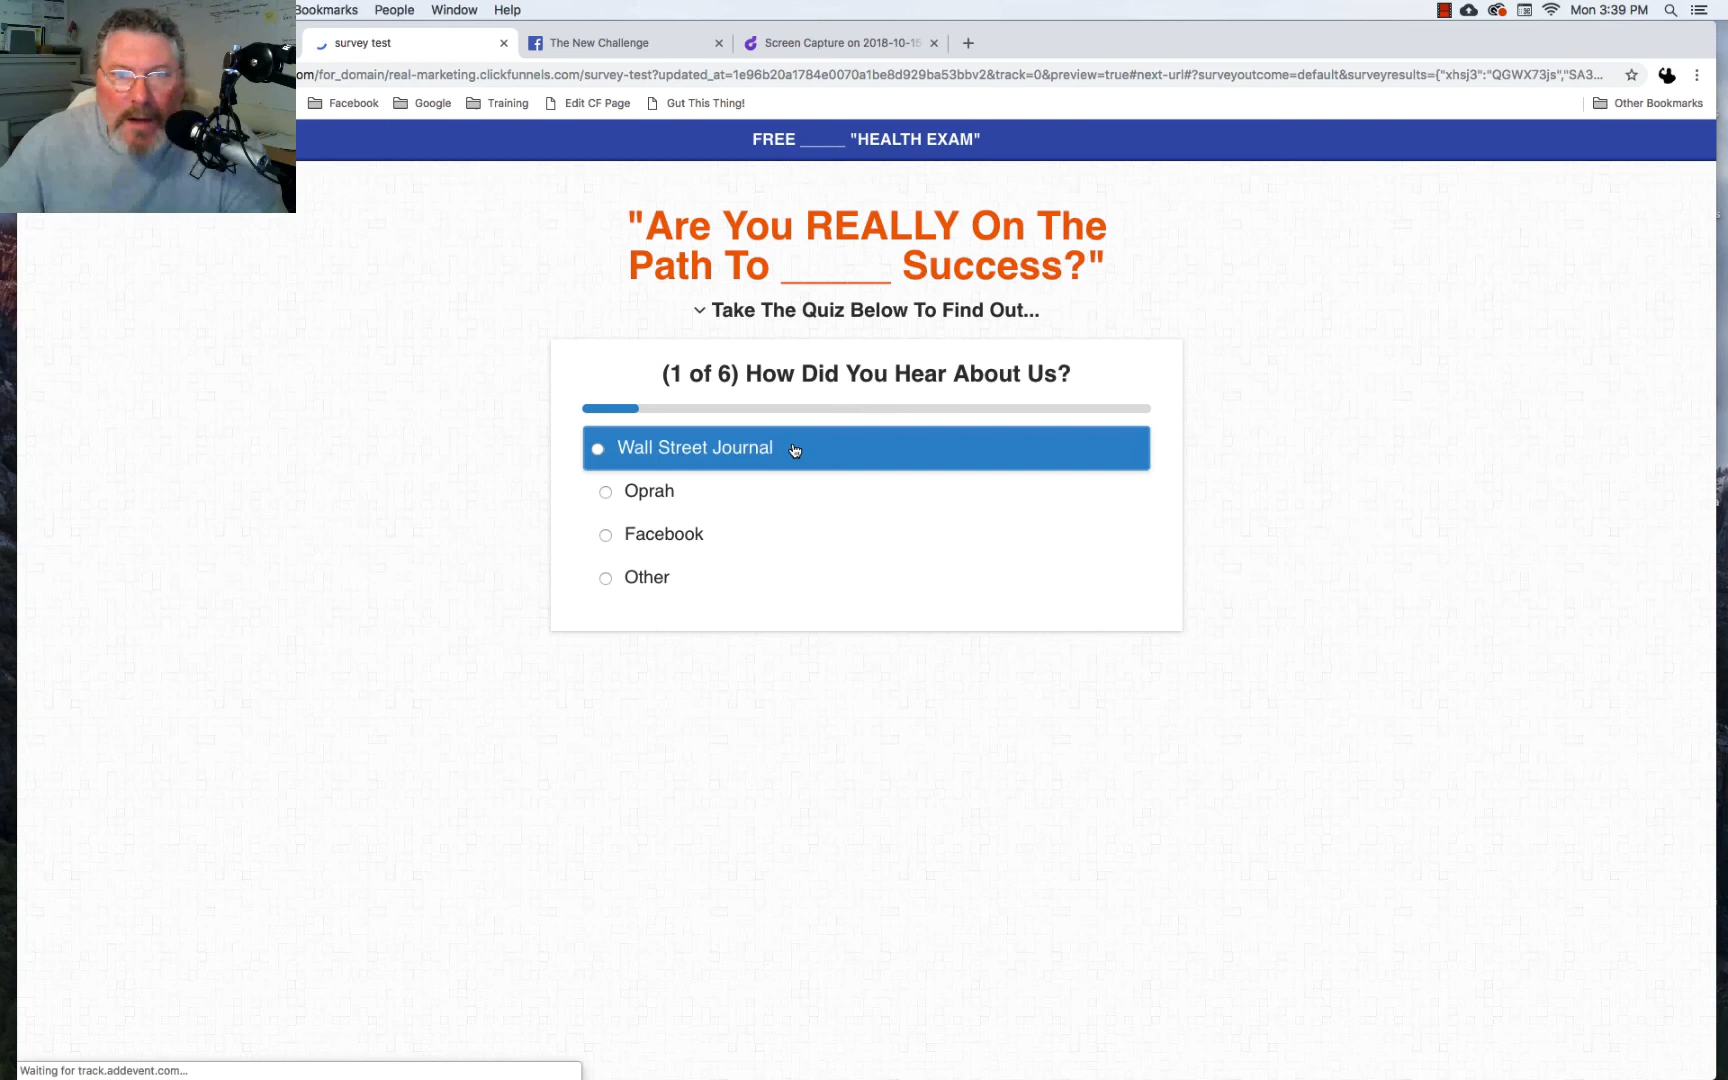 Bookmarks People Window Help Mon 3:39 PM
survey test The New Challenge Screen Capture on 2018-10-15
om/for_domain/real-marketing.clickfunnels.com/survey-test?updated_at=1e96b20a1784e0070a1be8d929ba53bbv2&track=0&preview=true#next-url#?surveyoutcome=default&surveyresults={"xhsj3":"QGWX73js","SA3...
Facebook Google Training Edit CF Page Gut This Thing! Other Bookmarks
FREE _____ "HEALTH EXAM"
"Are You REALLY On The
Path To _____ Success?"
Take The Quiz Below To Find Out...
(1 of 6) How Did You Hear About Us?
Wall Street Journal
Oprah
Facebook
Other
Waiting for track.addevent.com...